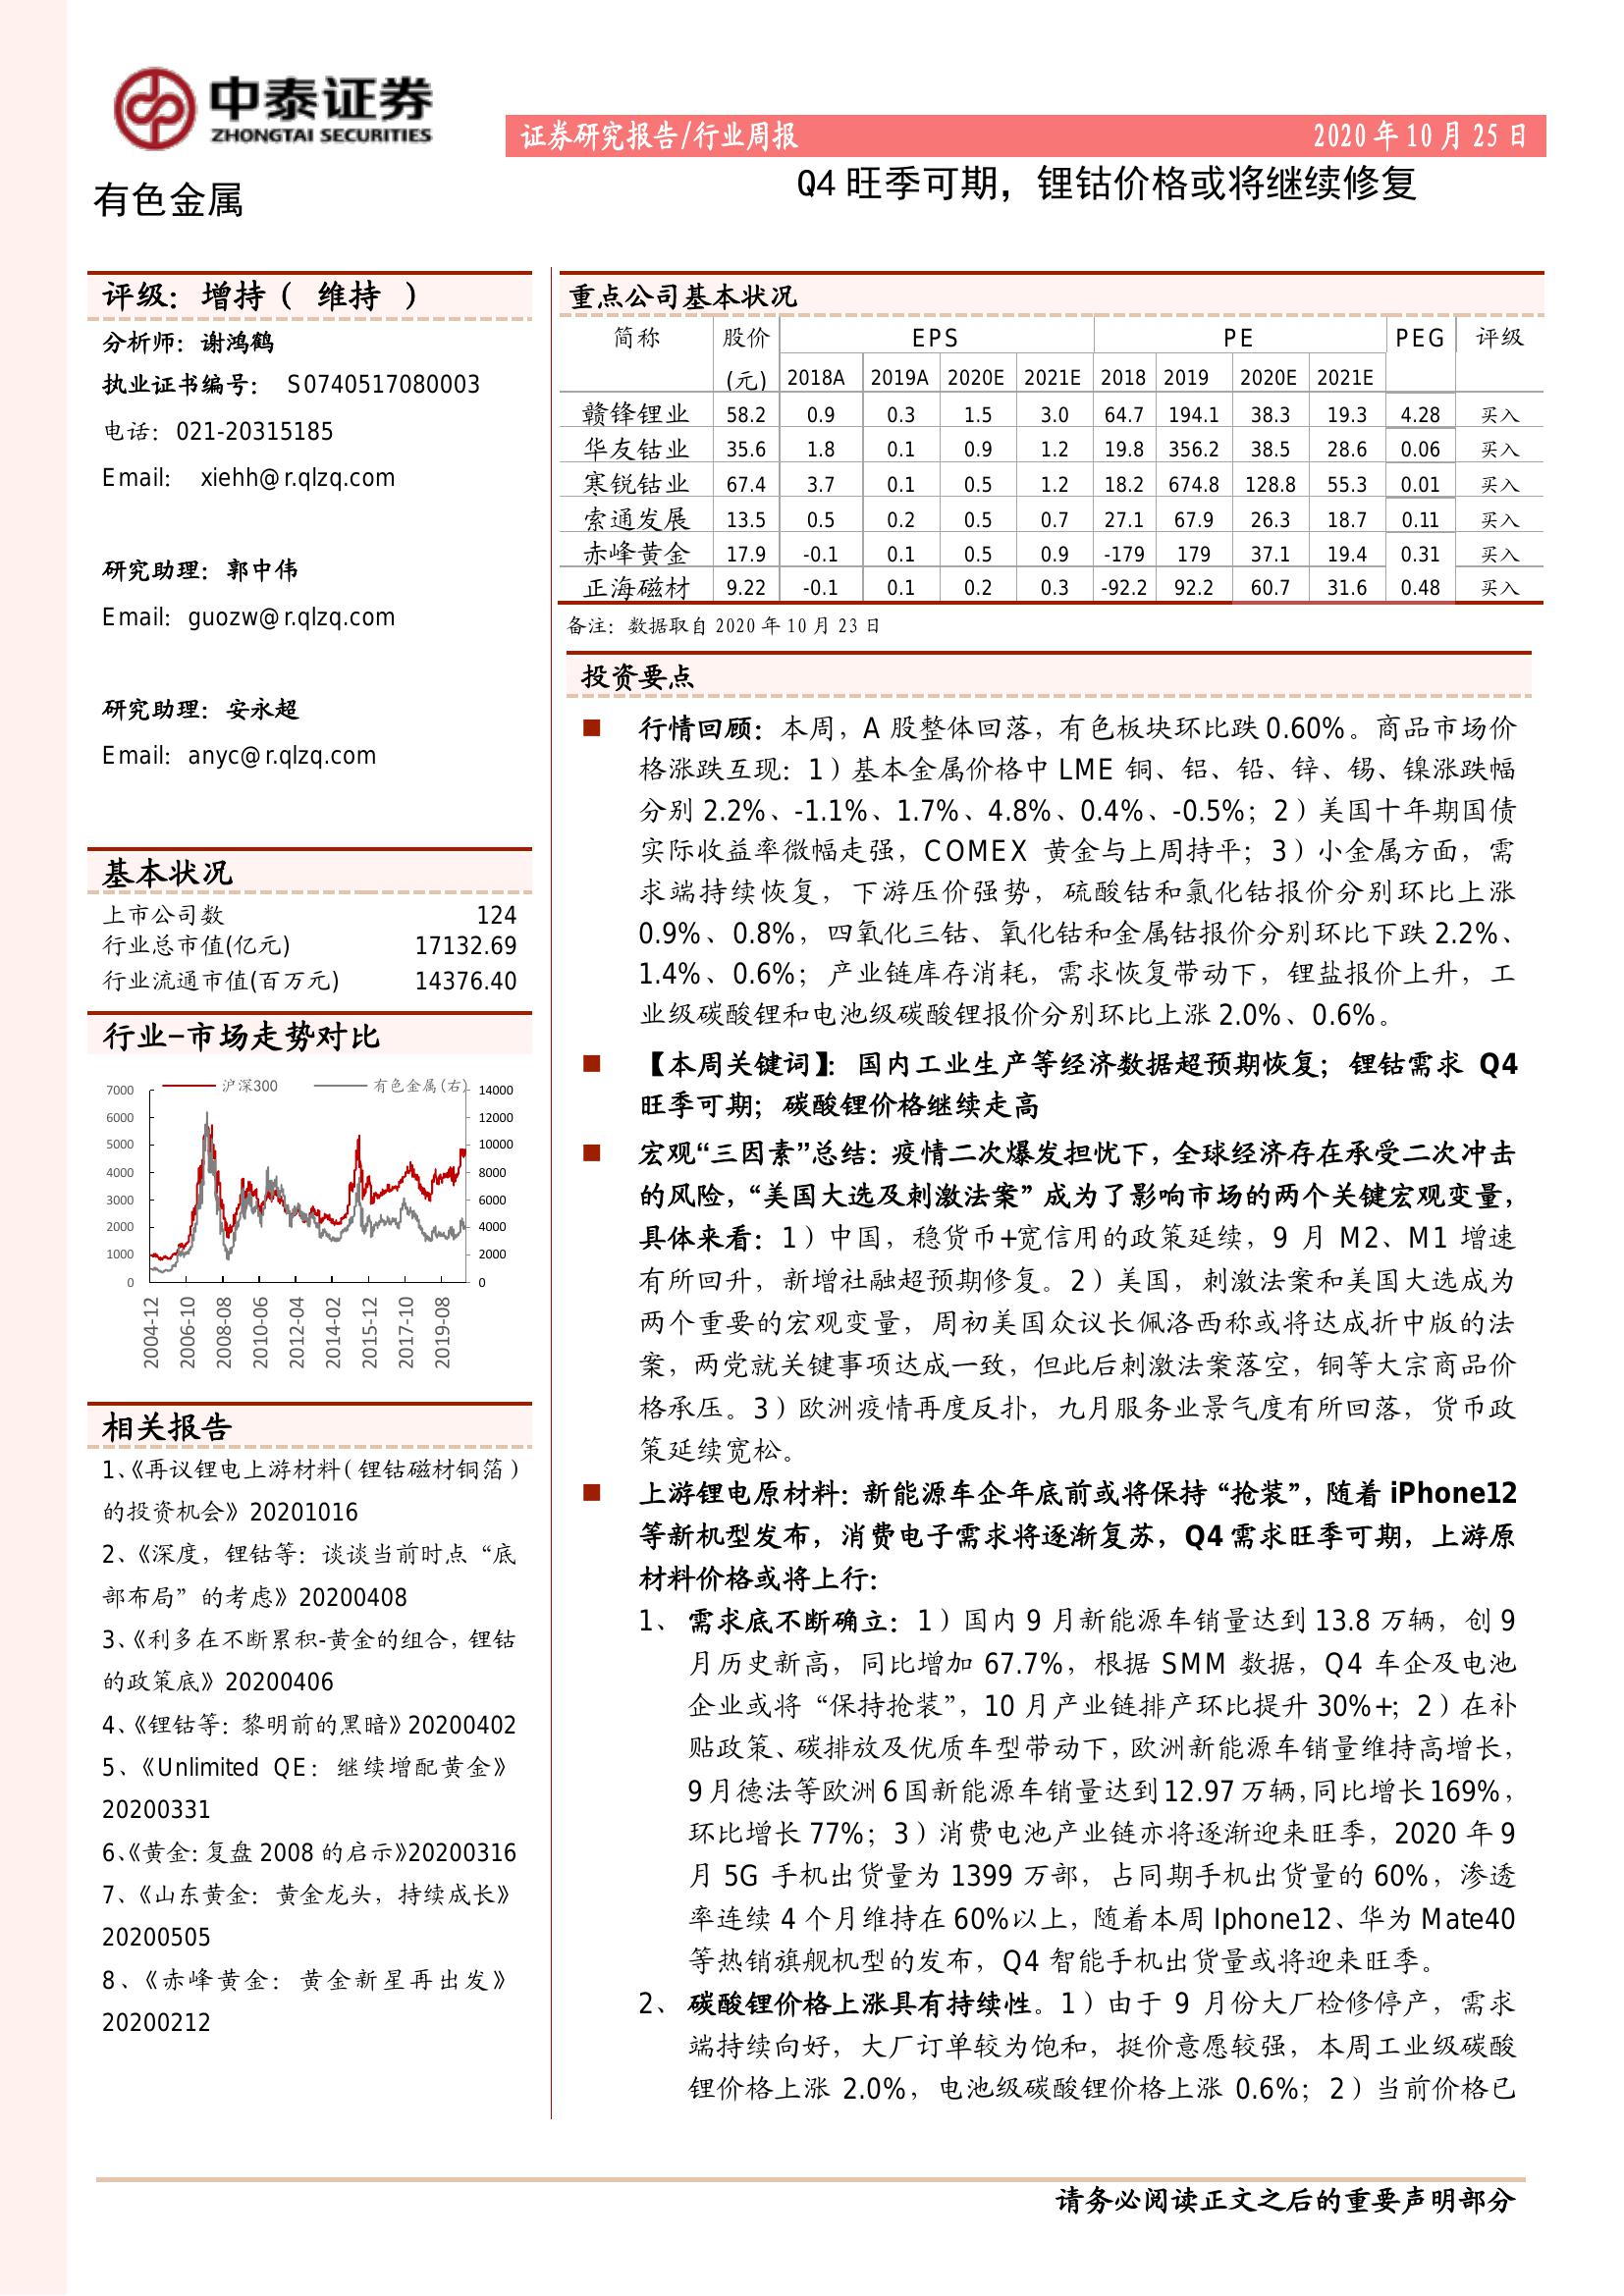 中泰证券
ZHONGTAI SECURITIES
证券研究报告/行业周报 2020 年 10 月 25 日
有色金属
Q4 旺季可期，锂钴价格或将继续修复
评级：增持（ 维持 ）
分析师：谢鸿鹤
执业证书编号： S0740517080003
电话：021-20315185
Email: xiehh@r.qlzq.com
研究助理：郭中伟
Email: guozw@r.qlzq.com
研究助理：安永超
Email: anyc@r.qlzq.com
基本状况
上市公司数 124
行业总市值(亿元) 17132.69
行业流通市值(百万元) 14376.40
行业-市场走势对比
沪深300 有色金属(右)
7000 14000
6000 12000
5000 10000
4000 8000
3000 6000
2000 4000
1000 2000
0 0
2004-12 2006-10 2008-08 2010-06 2012-04 2014-02 2015-12 2017-10 2019-08
相关报告
1、《再议锂电上游材料（锂钴磁材铜箔）
的投资机会》20201016
2、《深度，锂钴等：谈谈当前时点“底
部布局”的考虑》20200408
3、《利多在不断累积-黄金的组合，锂钴
的政策底》20200406
4、《锂钴等：黎明前的黑暗》20200402
5、《Unlimited QE：继续增配黄金》
20200331
6、《黄金：复盘 2008 的启示》20200316
7、《山东黄金：黄金龙头，持续成长》
20200505
8、《赤峰黄金：黄金新星再出发》
20200212
重点公司基本状况
简称 股价 EPS PE PEG 评级
(元) 2018A 2019A 2020E 2021E 2018 2019 2020E 2021E
赣锋锂业 58.2 0.9 0.3 1.5 3.0 64.7 194.1 38.3 19.3 4.28 买入
华友钴业 35.6 1.8 0.1 0.9 1.2 19.8 356.2 38.5 28.6 0.06 买入
寒锐钴业 67.4 3.7 0.1 0.5 1.2 18.2 674.8 128.8 55.3 0.01 买入
索通发展 13.5 0.5 0.2 0.5 0.7 27.1 67.9 26.3 18.7 0.11 买入
赤峰黄金 17.9 -0.1 0.1 0.5 0.9 -179 179 37.1 19.4 0.31 买入
正海磁材 9.22 -0.1 0.1 0.2 0.3 -92.2 92.2 60.7 31.6 0.48 买入
备注：数据取自 2020 年 10 月 23 日
投资要点
■ 行情回顾：本周，A 股整体回落，有色板块环比跌 0.60%。商品市场价
格涨跌互现：1）基本金属价格中 LME 铜、铝、铅、锌、锡、镍涨跌幅
分别 2.2%、-1.1%、1.7%、4.8%、0.4%、-0.5%；2）美国十年期国债
实际收益率微幅走强，COMEX 黄金与上周持平；3）小金属方面，需
求端持续恢复，下游压价强势，硫酸钴和氯化钴报价分别环比上涨
0.9%、0.8%，四氧化三钴、氧化钴和金属钴报价分别环比下跌 2.2%、
1.4%、0.6%；产业链库存消耗，需求恢复带动下，锂盐报价上升，工
业级碳酸锂和电池级碳酸锂报价分别环比上涨 2.0%、0.6%。
■ 【本周关键词】：国内工业生产等经济数据超预期恢复；锂钴需求 Q4
旺季可期；碳酸锂价格继续走高
■ 宏观“三因素”总结：疫情二次爆发担忧下，全球经济存在承受二次冲击
的风险，“美国大选及刺激法案”成为了影响市场的两个关键宏观变量，
具体来看：1）中国，稳货币+宽信用的政策延续，9 月 M2、M1 增速
有所回升，新增社融超预期修复。2）美国，刺激法案和美国大选成为
两个重要的宏观变量，周初美国众议长佩洛西称或将达成折中版的法
案，两党就关键事项达成一致，但此后刺激法案落空，铜等大宗商品价
格承压。3）欧洲疫情再度反扑，九月服务业景气度有所回落，货币政
策延续宽松。
■ 上游锂电原材料：新能源车企年底前或将保持“抢装”，随着 iPhone12
等新机型发布，消费电子需求将逐渐复苏，Q4 需求旺季可期，上游原
材料价格或将上行：
1、 需求底不断确立：1）国内 9 月新能源车销量达到 13.8 万辆，创 9
月历史新高，同比增加 67.7%，根据 SMM 数据，Q4 车企及电池
企业或将“保持抢装”，10 月产业链排产环比提升 30%+；2）在补
贴政策、碳排放及优质车型带动下，欧洲新能源车销量维持高增长，
9 月德法等欧洲 6 国新能源车销量达到 12.97 万辆，同比增长 169%，
环比增长 77%；3）消费电池产业链亦将逐渐迎来旺季，2020 年 9
月 5G 手机出货量为 1399 万部，占同期手机出货量的 60%，渗透
率连续 4 个月维持在 60%以上，随着本周 Iphone12、华为 Mate40
等热销旗舰机型的发布，Q4 智能手机出货量或将迎来旺季。
2、 碳酸锂价格上涨具有持续性。1）由于 9 月份大厂检修停产，需求
端持续向好，大厂订单较为饱和，挺价意愿较强，本周工业级碳酸
锂价格上涨 2.0%，电池级碳酸锂价格上涨 0.6%；2）当前价格已
请务必阅读正文之后的重要声明部分